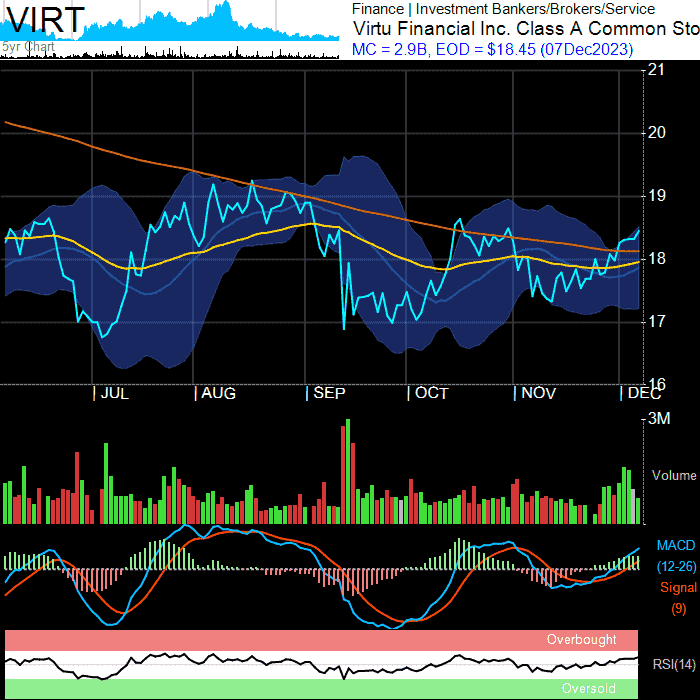 VIRT
5yr Chart
Finance | Investment Bankers/Brokers/Service
Virtu Financial Inc. Class A Common Sto
MC = 2.9B, EOD = $18.45 (07Dec2023)
21
20
19
18
17
16
| JUL | AUG | SEP | OCT | NOV | DEC
3M
Volume
MACD
(12-26)
Signal
(9)
Overbought
RSI(14)
Oversold